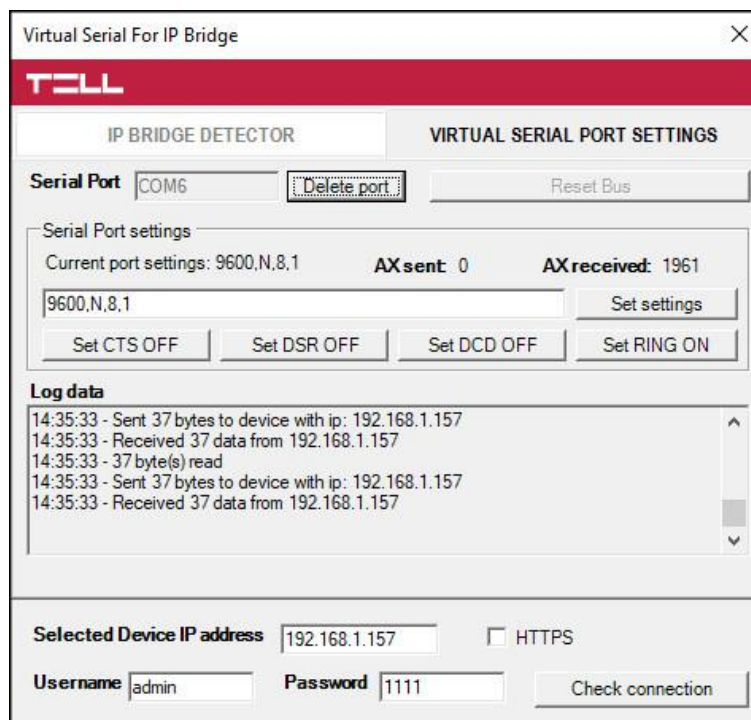 Virtual Serial For IP Bridge
TELL
IP BRIDGE DETECTOR VIRTUAL SERIAL PORT SETTINGS
Serial Port COM6 Delete port Reset Bus
Serial Port settings
Current port settings: 9600,N,8,1 AX sent: 0 AX received: 1961
9600,N,8,1 Set settings
Set CTS OFF Set DSR OFF Set DCD OFF Set RING ON
Log data
14:35:33 - Sent 37 bytes to device with ip: 192.168.1.157
14:35:33 - Received 37 data from 192.168.1.157
14:35:33 - 37 byte(s) read
14:35:33 - Sent 37 bytes to device with ip: 192.168.1.157
14:35:33 - Received 37 data from 192.168.1.157
Selected Device IP address 192.168.1.157 HTTPS
Username admin Password 1111 Check connection